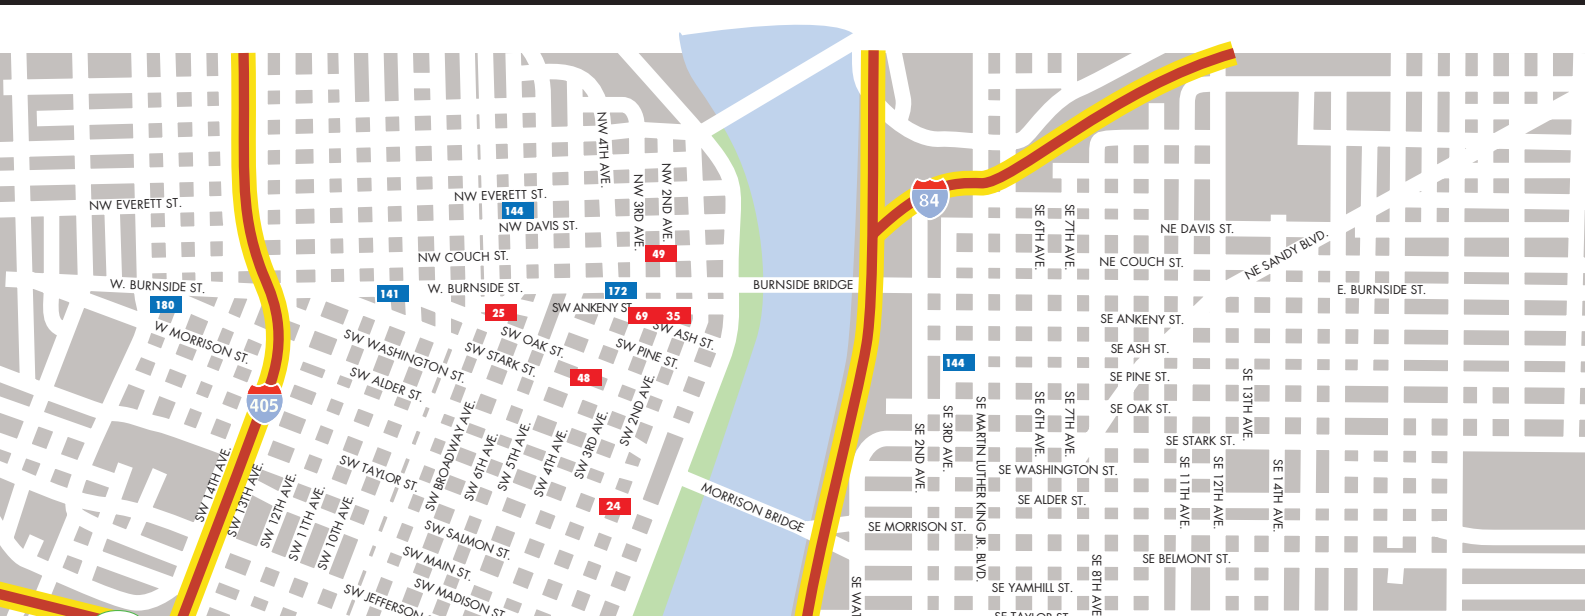 NW 4TH AVE.
NW 3RD AVE.
NW 2ND AVE.
NW EVERETT ST.
NW EVERETT ST.
144
NW DAVIS ST.
84
SE 6TH AVE.
SE 7TH AVE.
NE DAVIS ST.
NE SANDY BLVD.
49
NW COUCH ST.
NE COUCH ST.
W. BURNSIDE ST.
141
W. BURNSIDE ST.
172
BURNSIDE BRIDGE
E. BURNSIDE ST.
180
25
SW ANKENY ST.
69 35
SE ANKENY ST.
W MORRISON ST.
SW WASHINGTON ST.
SW OAK ST.
SW ASH ST.
SW STARK ST.
SW PINE ST.
SE ASH ST.
144
48
SW ALDER ST.
SE PINE ST.
405
SE OAK ST.
SW BROADWAY AVE.
SW 6TH AVE.
SW 5TH AVE.
SW 4TH AVE.
SW 3RD AVE.
SW 2ND AVE.
SE 2ND AVE.
SE 3RD AVE.
SE MARTIN LUTHER KING JR. BLVD.
SE 6TH AVE.
SE 7TH AVE.
SE 13TH AVE.
SE STARK ST.
SE WASHINGTON ST.
SE 11TH AVE.
SE 12TH AVE.
SE 14TH AVE.
SW 14TH AVE.
SW 13TH AVE.
SW 12TH AVE.
SW 11TH AVE.
SW 10TH AVE.
SW TAYLOR ST.
24
MORRISON BRIDGE
SE ALDER ST.
SE MORRISON ST.
SW SALMON ST.
SW MAIN ST.
SE BELMONT ST.
SW MADISON ST.
SW JEFFERSON
SE WAT
SE YAMHILL ST.
SE 8TH AVE
SE TAYLOR ST.